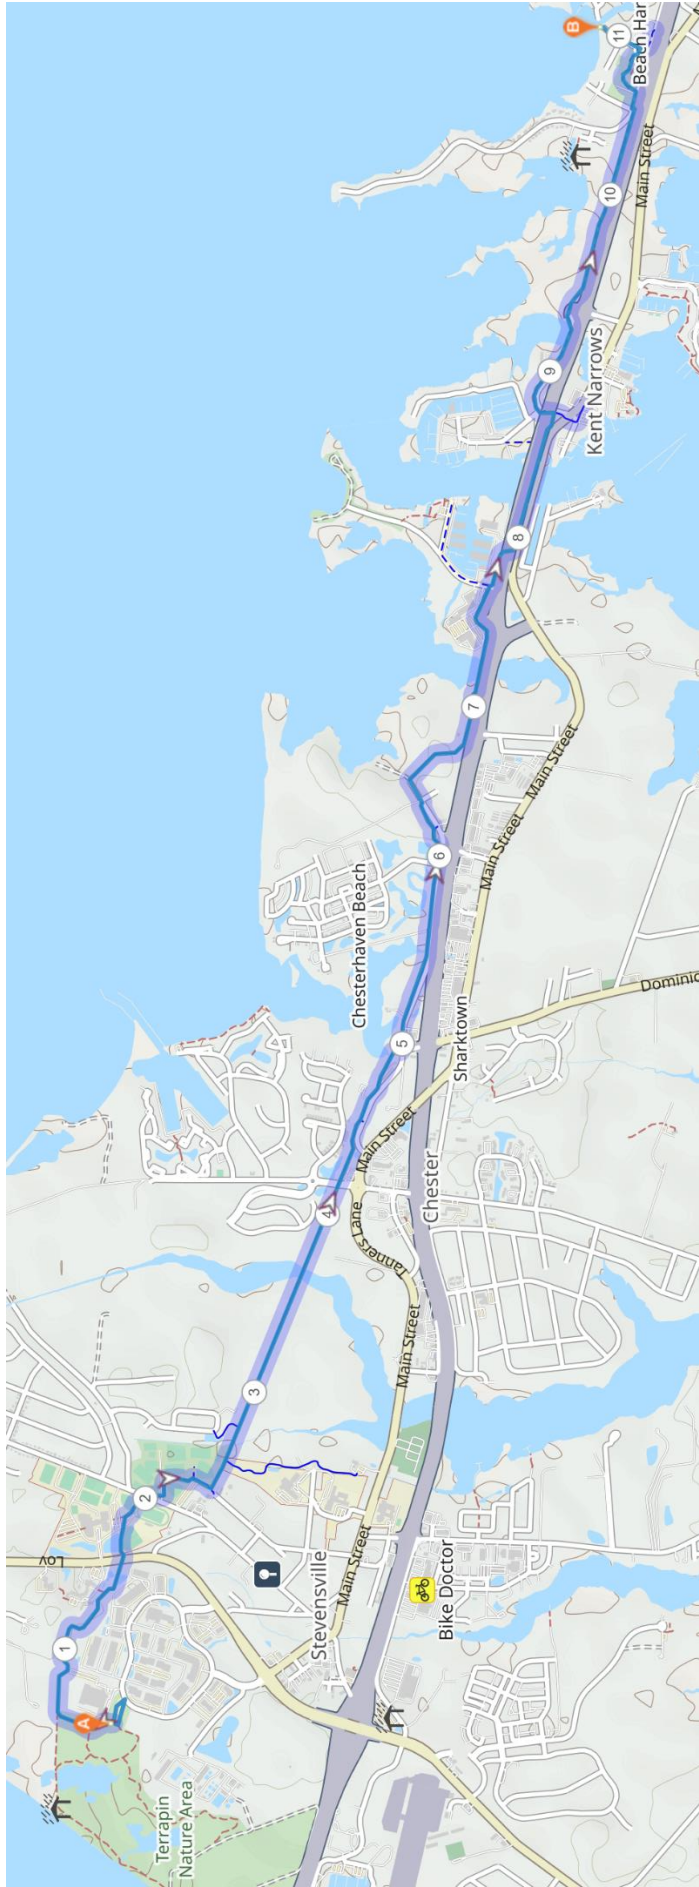 Terrapin
Nature Area
A
1
Lov
2
Stevensville
Main Street
Bike Doctor
3
Main Street
Tanners Lane
4
Main Street
Chester
5
Sharktown
Dominic
Chesterhaven Beach
6
Main Street
Main Street
7
8
Kent Narrows
9
10
Main Street
Beach Har
11
B
M